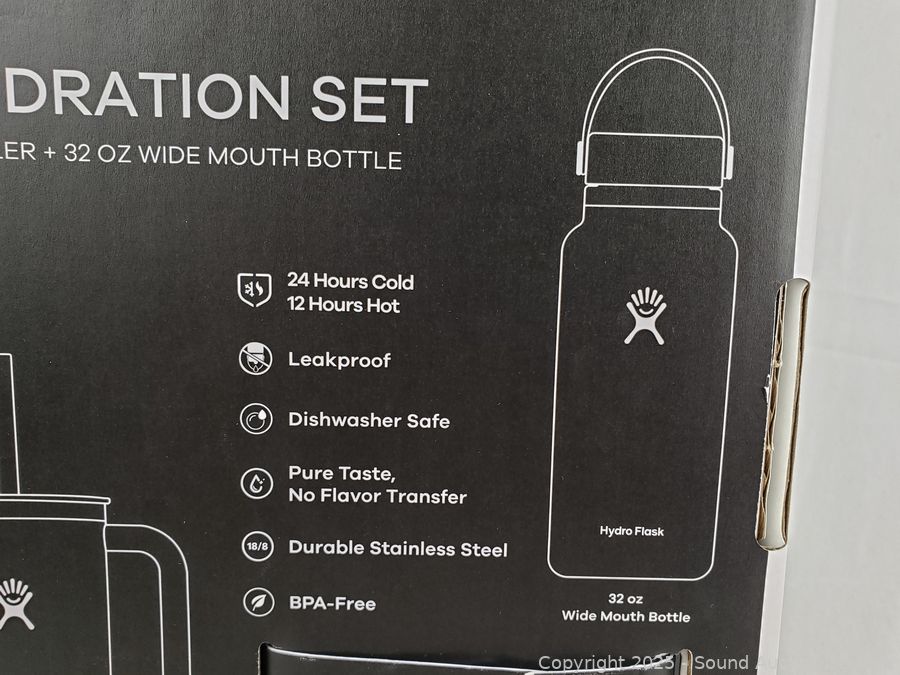 DRATION SET
LER + 32 OZ WIDE MOUTH BOTTLE
24 Hours Cold
12 Hours Hot
Leakproof
Dishwasher Safe
Pure Taste,
No Flavor Transfer
18/8
Durable Stainless Steel
BPA-Free
Hydro Flask
32 oz
Wide Mouth Bottle
Copyright 2025 - Sound Au